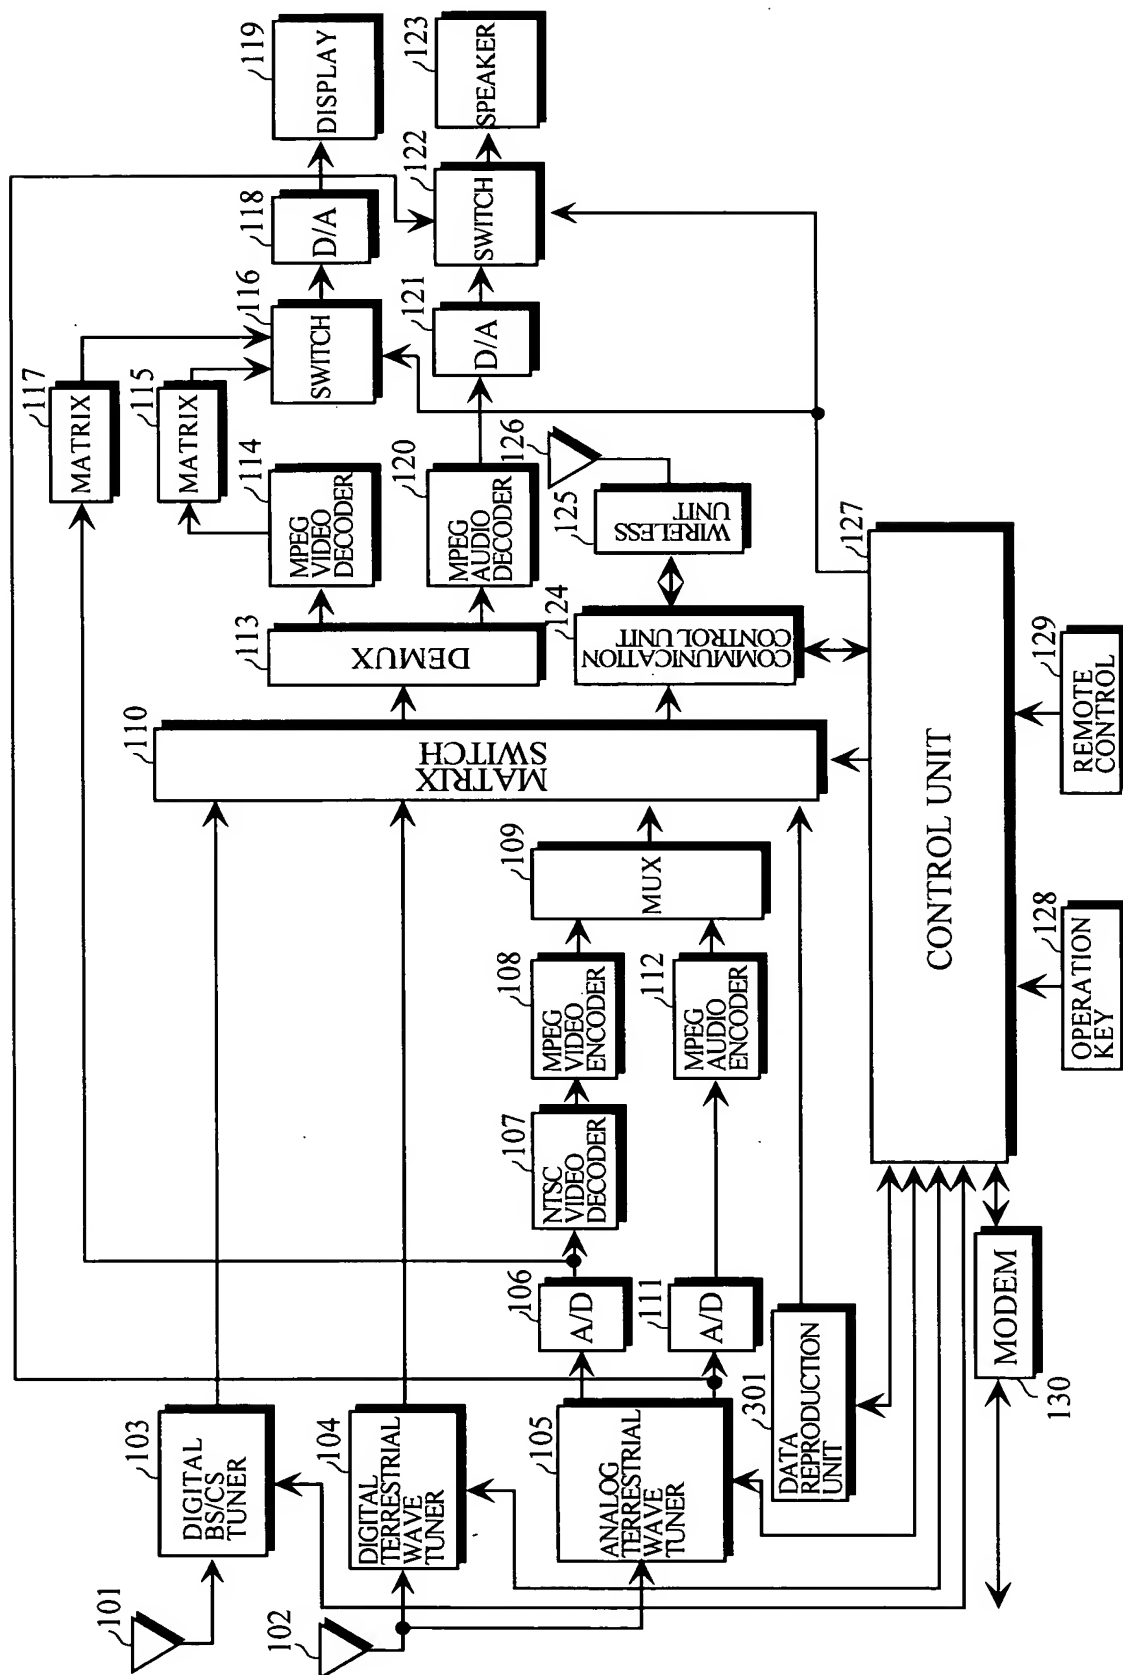 101
102
103
DIGITAL
BS/CS
TUNER
104
DIGITAL
TERRESTRIAL
WAVE
TUNER
105
ANALOG
TERRESTRIAL
WAVE
TUNER
301
DATA
REPRODUCTION
UNIT
106
A/D
111
A/D
107
NTSC
VIDEO
DECODER
108
MPEG
VIDEO
ENCODER
112
MPEG
AUDIO
ENCODER
109
MUX
110
MATRIX
SWITCH
113
DEMUX
114
MPEG
VIDEO
DECODER
120
MPEG
AUDIO
DECODER
117
MATRIX
115
MATRIX
116
SWITCH
118
D/A
119
DISPLAY
121
D/A
122
SWITCH
123
SPEAKER
124
COMMUNICATION
CONTROL UNIT
125
WIRELESS
UNIT
126
127
CONTROL UNIT
128
OPERATION
KEY
129
REMOTE
CONTROL
MODEM
130